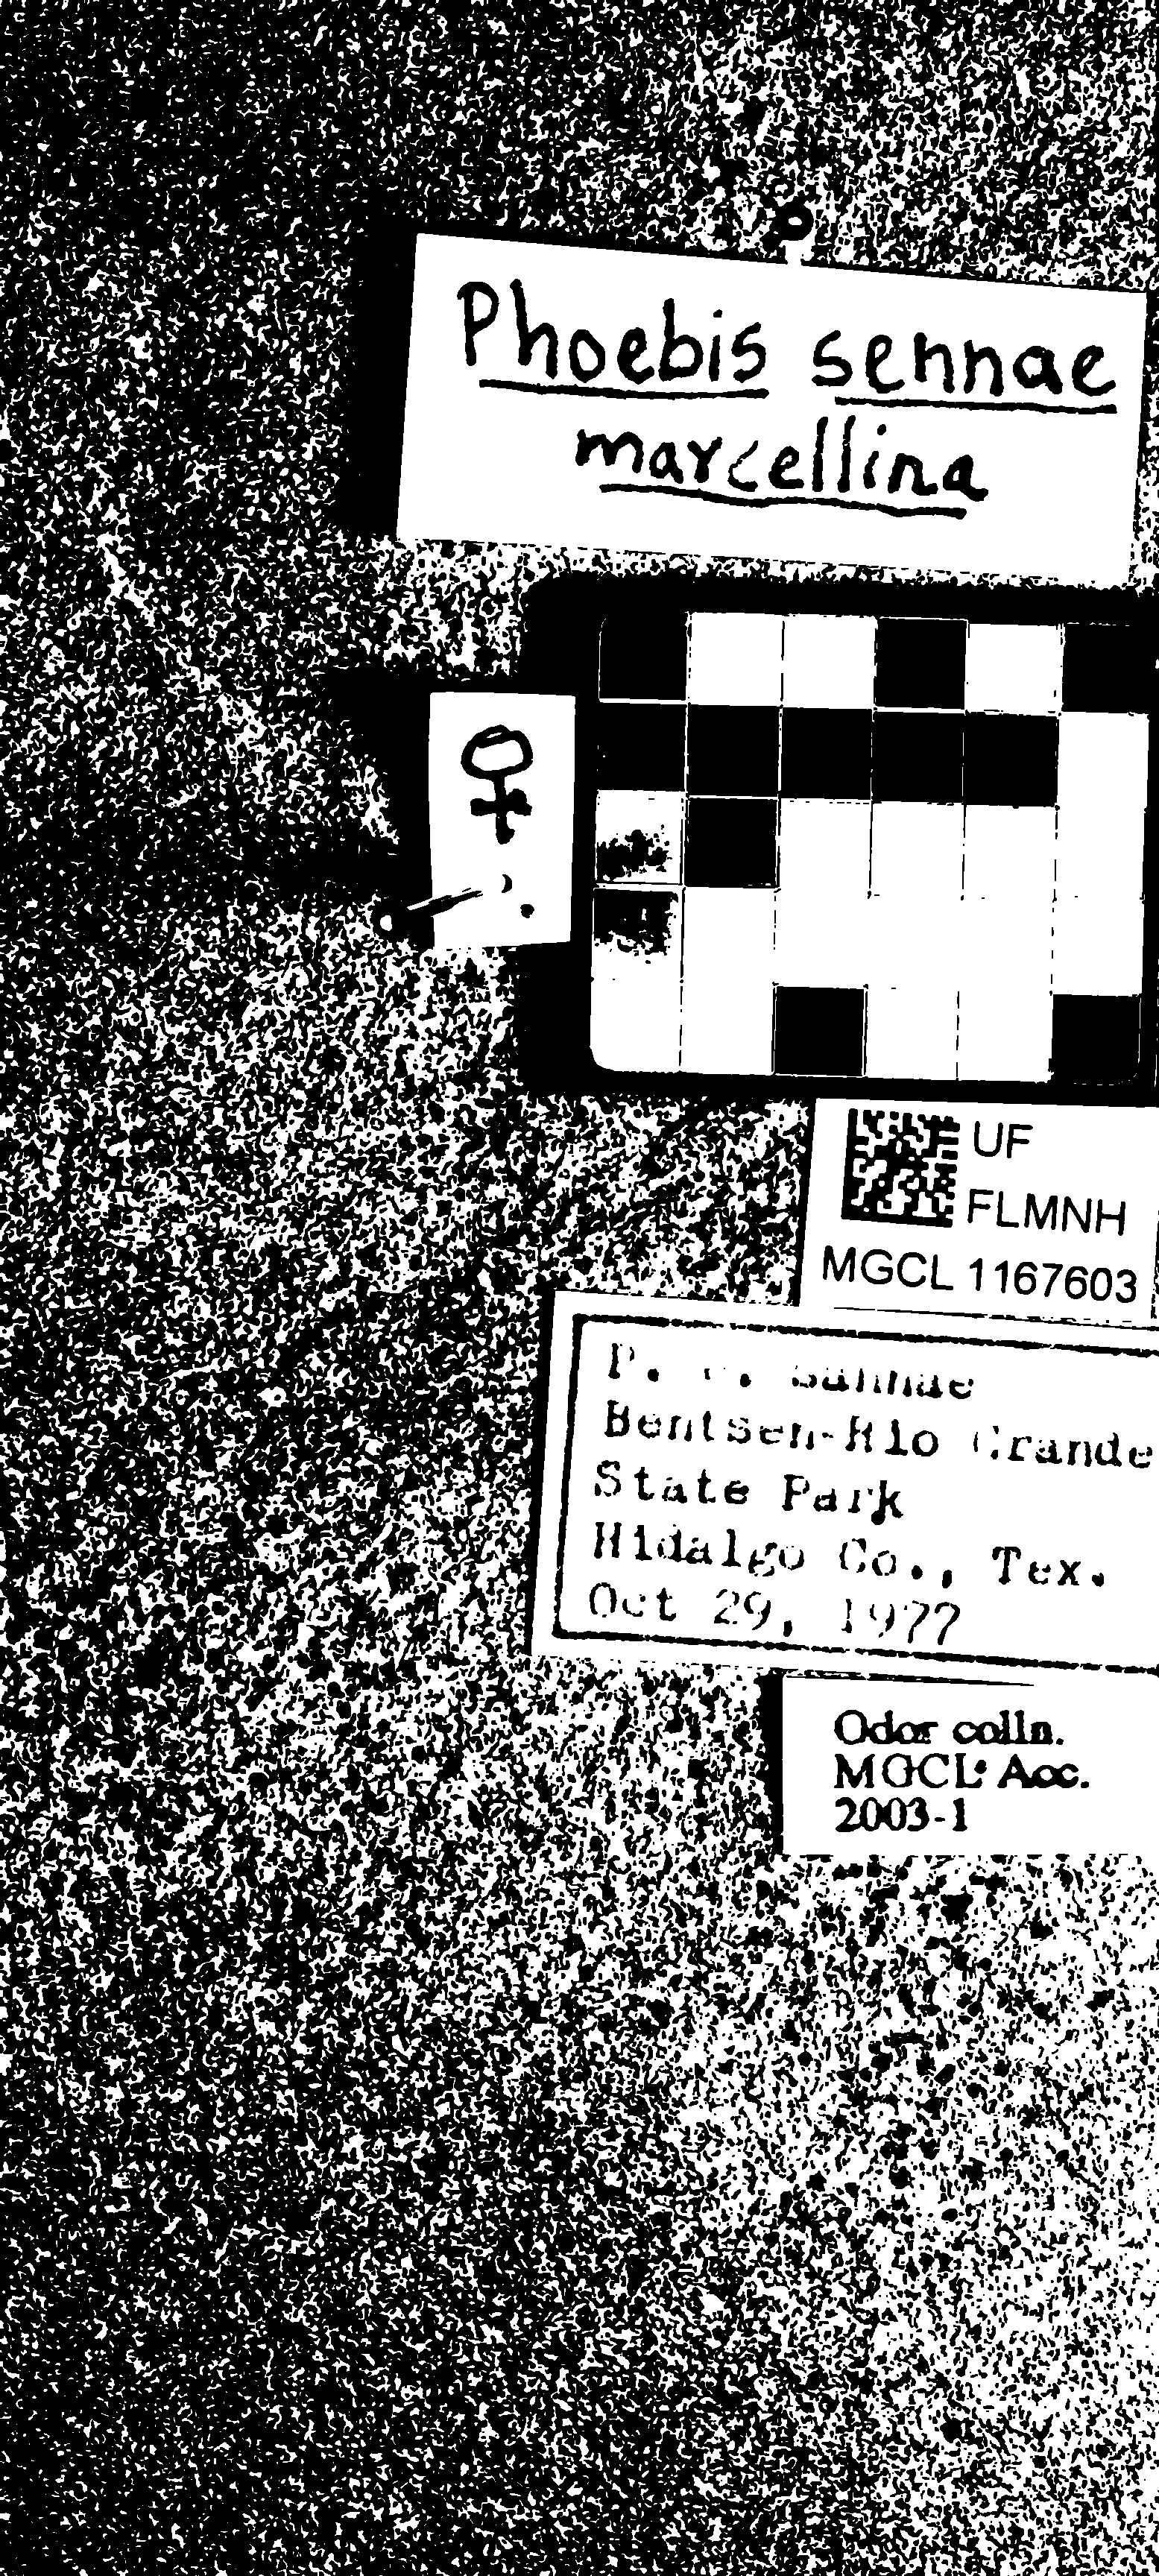 Phoebis sennae
marcellina
♀
UF
FLMNH
MGCL 1167603
P.
Bentsen-Rio Grande
State Park
Hidalgo Co., Tex.
Oct 29, 1977
Odor colln.
MGCL Acc.
2003-1